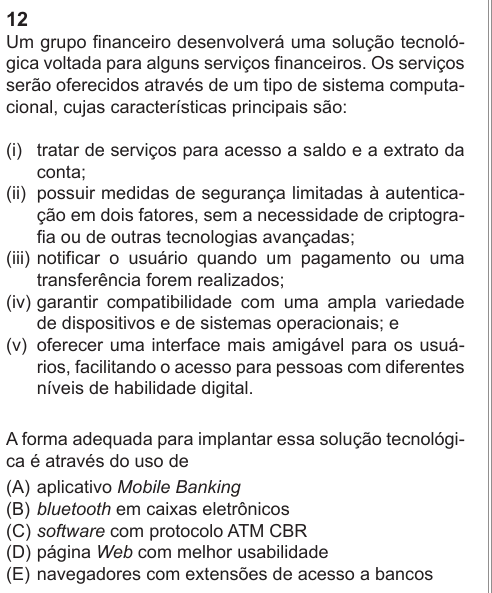 12
Um grupo financeiro desenvolverá uma solução tecnoló-
gica voltada para alguns serviços financeiros. Os serviços
serão oferecidos através de um tipo de sistema computa-
cional, cujas características principais são:
(i) tratar de serviços para acesso a saldo e a extrato da
conta;
(ii) possuir medidas de segurança limitadas à autentica-
ção em dois fatores, sem a necessidade de criptogra-
fia ou de outras tecnologias avançadas;
(iii) notificar o usuário quando um pagamento ou uma
transferência forem realizados;
(iv) garantir compatibilidade com uma ampla variedade
de dispositivos e de sistemas operacionais; e
(v) oferecer uma interface mais amigável para os usuá-
rios, facilitando o acesso para pessoas com diferentes
níveis de habilidade digital.
A forma adequada para implantar essa solução tecnológi-
ca é através do uso de
(A) aplicativo Mobile Banking
(B) bluetooth em caixas eletrônicos
(C) software com protocolo ATM CBR
(D) página Web com melhor usabilidade
(E) navegadores com extensões de acesso a bancos